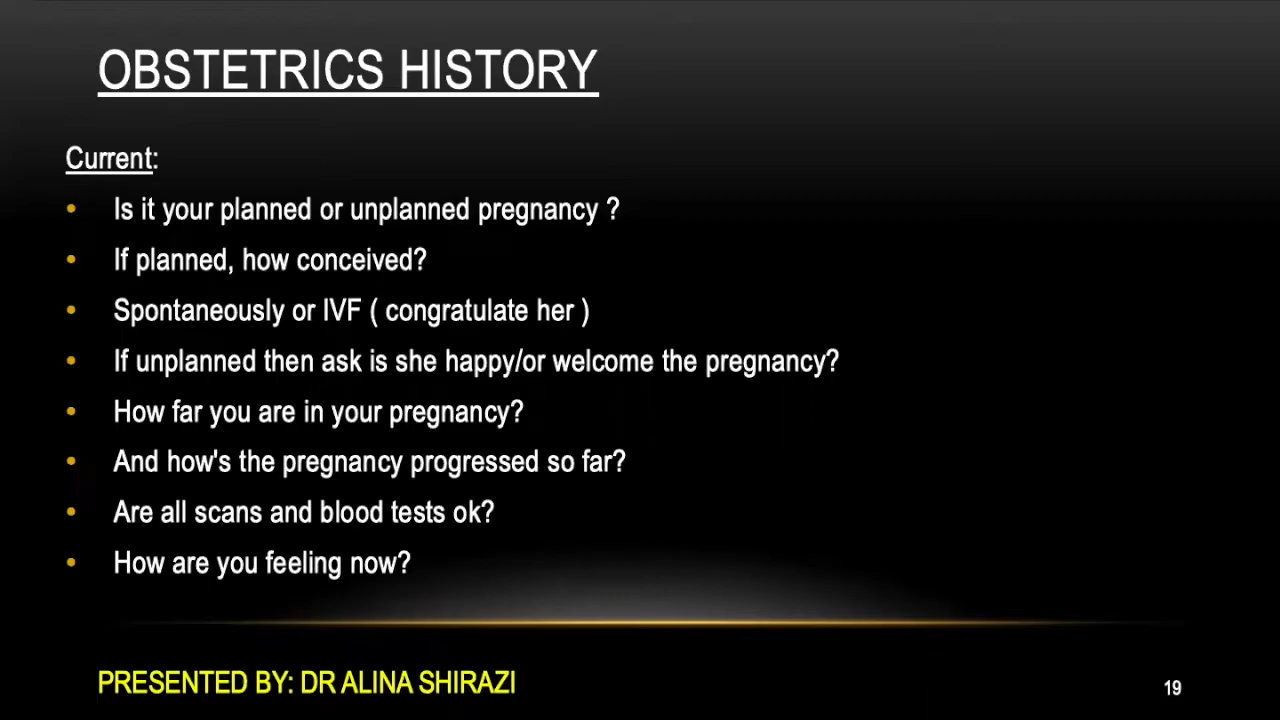 OBSTETRICS HISTORY
Current:
• Is it your planned or unplanned pregnancy ?
• If planned, how conceived?
• Spontaneously or IVF ( congratulate her )
• If unplanned then ask is she happy/or welcome the pregnancy?
• How far you are in your pregnancy?
• And how's the pregnancy progressed so far?
• Are all scans and blood tests ok?
• How are you feeling now?
PRESENTED BY: DR ALINA SHIRAZI
19